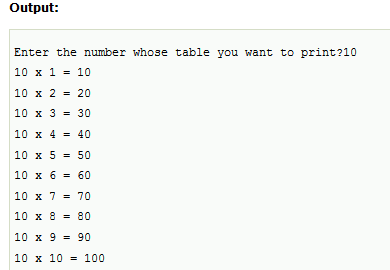 Output:
Enter the number whose table you want to print?10
10 x 1 = 10
10 x 2 = 20
10 x 3 = 30
10 x 4 = 40
10 x 5 = 50
10 x 6 = 60
10 x 7 = 70
10 x 8 = 80
10 x 9 = 90
10 x 10 = 100